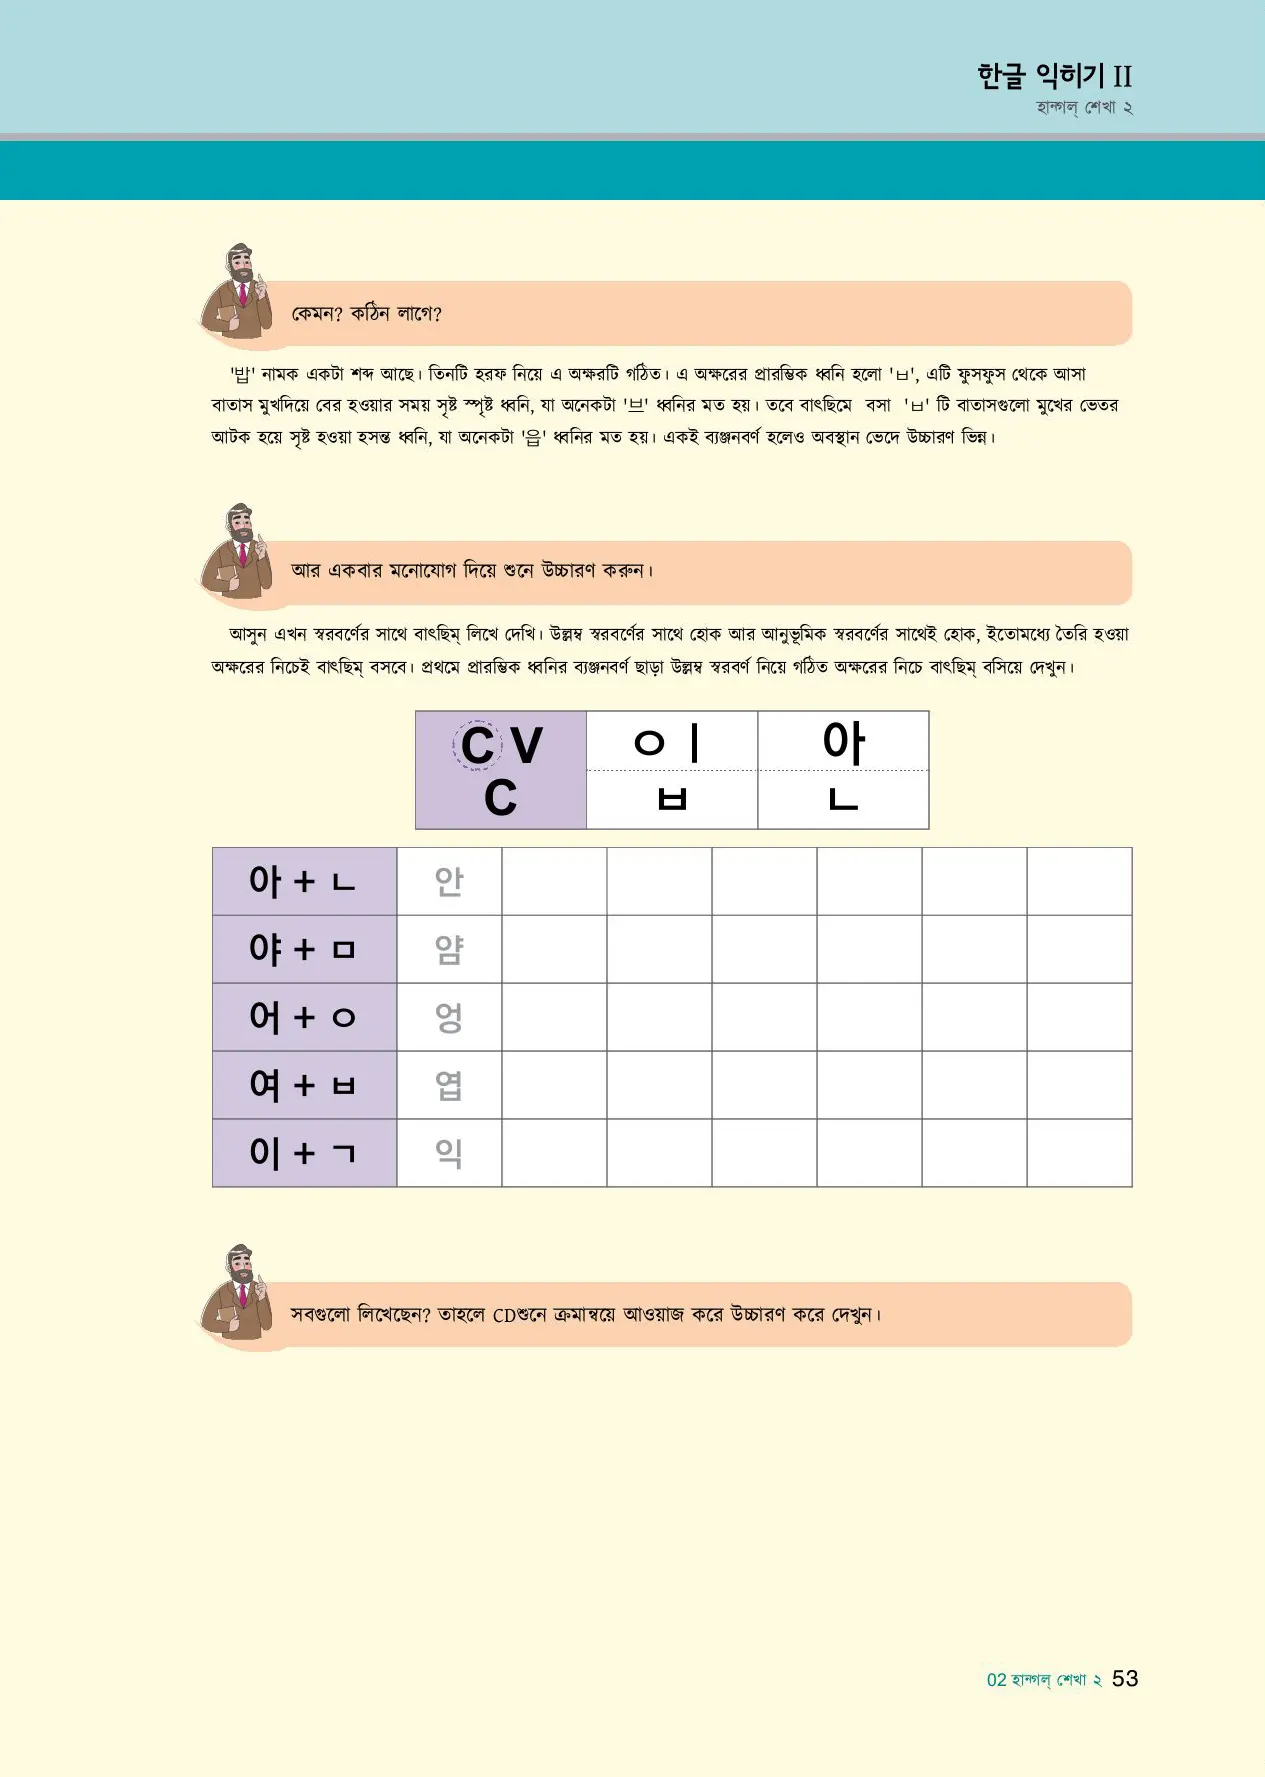 한글 익히기 II
হান্গল্ শেখা ২
কেমন? কঠিন লাগে?
'밥' নামক একটা শব্দ আছে। তিনটি হরফ নিয়ে এ অক্ষরটি গঠিত। এ অক্ষরের প্রারম্ভিক ধ্বনি হলো 'ㅂ', এটি ফুসফুস থেকে আসা
বাতাস মুখদিয়ে বের হওয়ার সময় সৃষ্ট স্পৃষ্ট ধ্বনি, যা অনেকটা '브' ধ্বনির মত হয়। তবে বাৎছিমে বসা 'ㅂ' টি বাতাসগুলো মুখের ভেতর
আটক হয়ে সৃষ্ট হওয়া হসন্ত ধ্বনি, যা অনেকটা '읍' ধ্বনির মত হয়। একই ব্যঞ্জনবর্ণ হলেও অবস্থান ভেদে উচ্চারণ ভিন্ন।
আর একবার মনোযোগ দিয়ে শুনে উচ্চারণ করুন।
আসুন এখন স্বরবর্ণের সাথে বাৎছিম্ লিখে দেখি। উল্লম্ব স্বরবর্ণের সাথে হোক আর আনুভূমিক স্বরবর্ণের সাথেই হোক, ইতোমধ্যে তৈরি হওয়া
অক্ষরের নিচেই বাৎছিম্ বসবে। প্রথমে প্রারম্ভিক ধ্বনির ব্যঞ্জনবর্ণ ছাড়া উল্লম্ব স্বরবর্ণ নিয়ে গঠিত অক্ষরের নিচে বাৎছিম্ বসিয়ে দেখুন।
C V ㅇㅣ 아
C ㅂ ㄴ
아 + ㄴ 안
야 + ㅁ 얌
어 + ㅇ 엉
여 + ㅂ 엽
이 + ㄱ 익
সবগুলো লিখেছেন? তাহলে CDশুনে ক্রমান্বয়ে আওয়াজ করে উচ্চারণ করে দেখুন।
02 হান্গল্ শেখা ২ 53